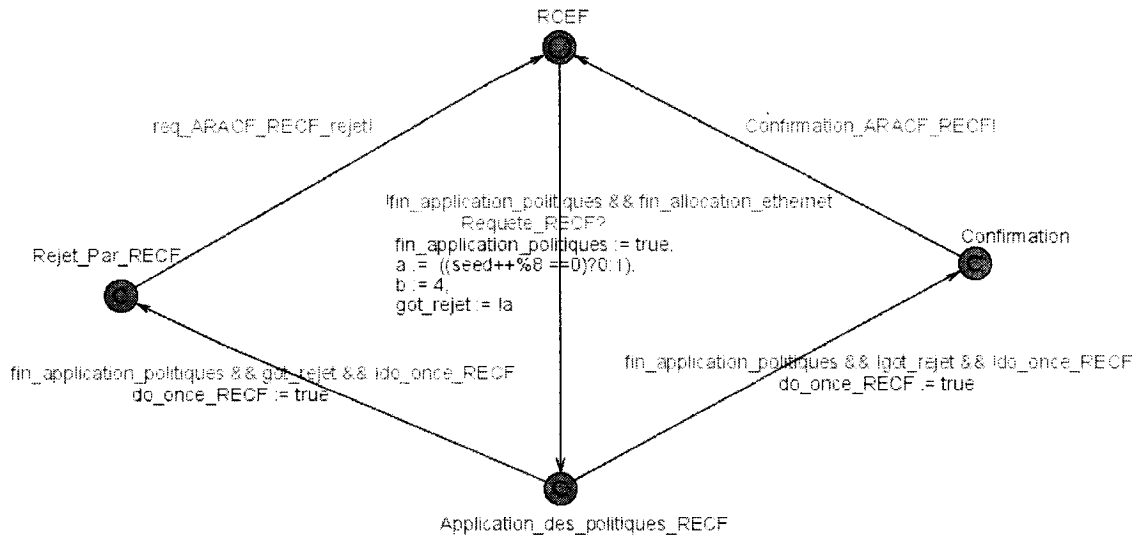 RCEF
req_ARACF_RECF_rejet!
Confirmation_ARACF_RECF!
!fin_application_politiques && fin_allocation_ethernet
Requete_RECF?
fin_application_politiques := true,
a := ((seed++%8 ==0)?0:1),
b := 4,
got_rejet := !a
Rejet_Par_RECF
Confirmation
fin_application_politiques && got_rejet && !do_once_RECF
do_once_RECF := true
fin_application_politiques && !got_rejet && !do_once_RECF
do_once_RECF := true
Application_des_politiques_RECF
C
C
C